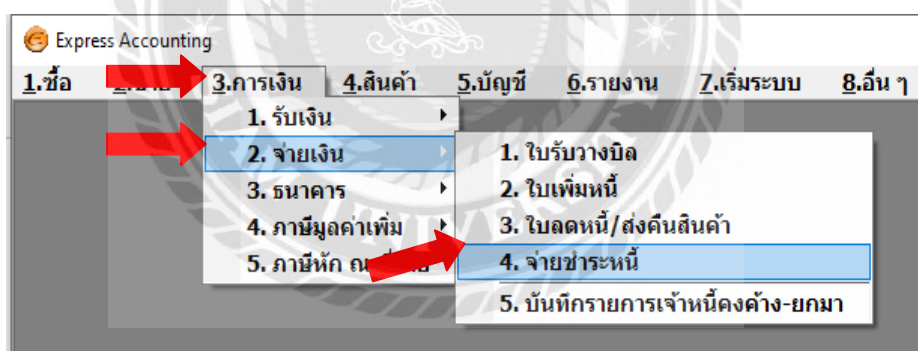 Express Accounting
1.ซื้อ 3.การเงิน 4.สินค้า 5.บัญชี 6.รายงาน 7.เริ่มระบบ 8.อื่น ๆ
1. รับเงิน
2. จ่ายเงิน
3. ธนาคาร
4. ภาษีมูลค่าเพิ่ม
5. ภาษีหัก ณ
1. ใบรับวางบิล
2. ใบเพิ่มหนี้
3. ใบลดหนี้/ส่งคืนสินค้า
4. จ่ายชำระหนี้
5. บันทึกรายการเจ้าหนี้คงค้าง-ยกมา